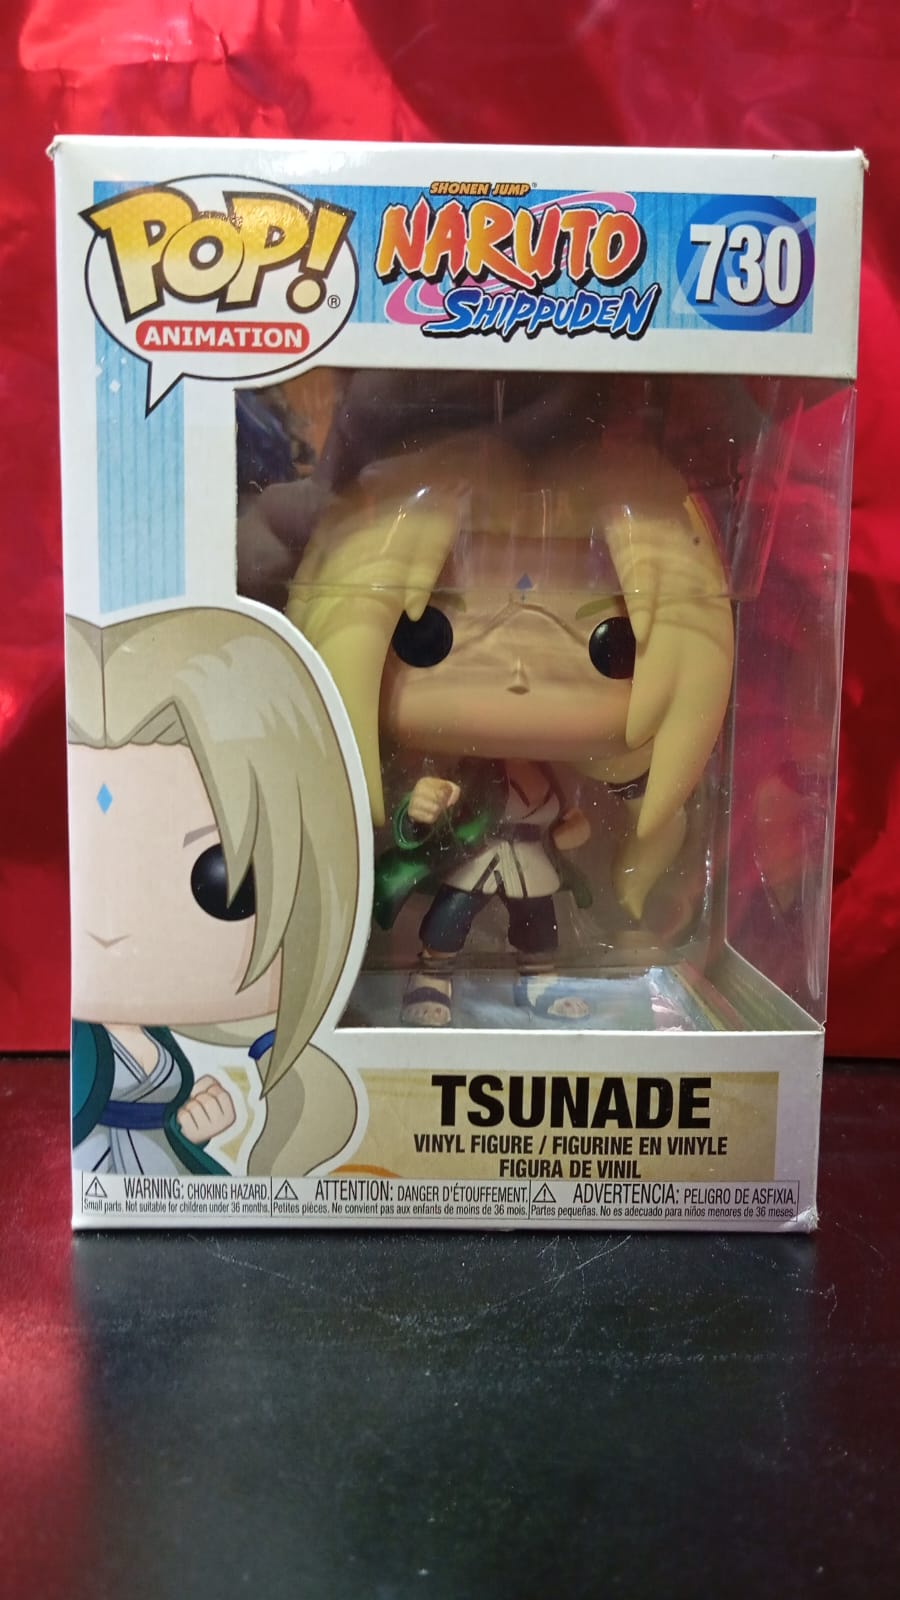 POP!®
ANIMATION
SHONEN JUMP®
NARUTO
SHIPPUDEN
730
TSUNADE
VINYL FIGURE / FIGURINE EN VINYLE
FIGURA DE VINIL
WARNING: CHOKING HAZARD.
Small parts. Not suitable for children under 36 months.
ATTENTION: DANGER D'ÉTOUFFEMENT.
Petites pièces. Ne convient pas aux enfants de moins de 36 mois.
ADVERTENCIA: PELIGRO DE ASFIXIA.
Partes pequeñas. No es adecuado para niños menores de 36 meses.